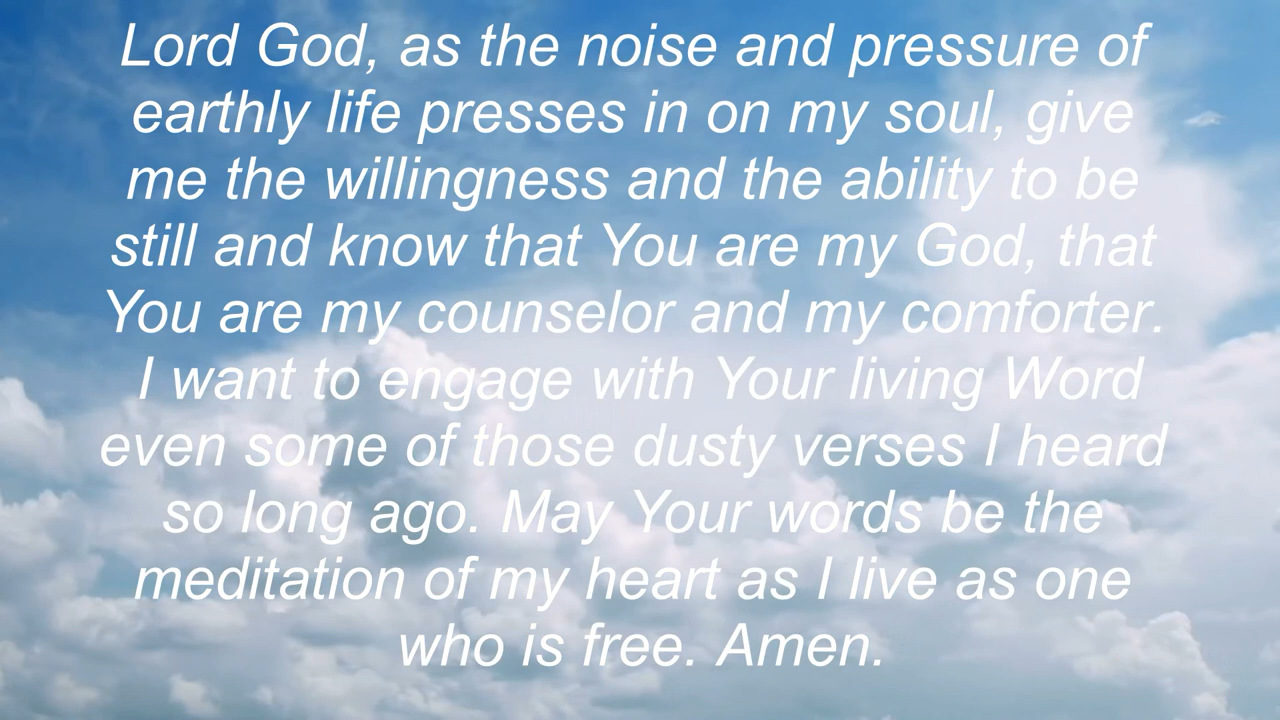 Lord God, as the noise and pressure of
earthly life presses in on my soul, give
me the willingness and the ability to be
still and know that You are my God, that
You are my counselor and my comforter.
I want to engage with Your living Word
even some of those dusty verses I heard
so long ago. May Your words be the
meditation of my heart as I live as one
who is free. Amen.